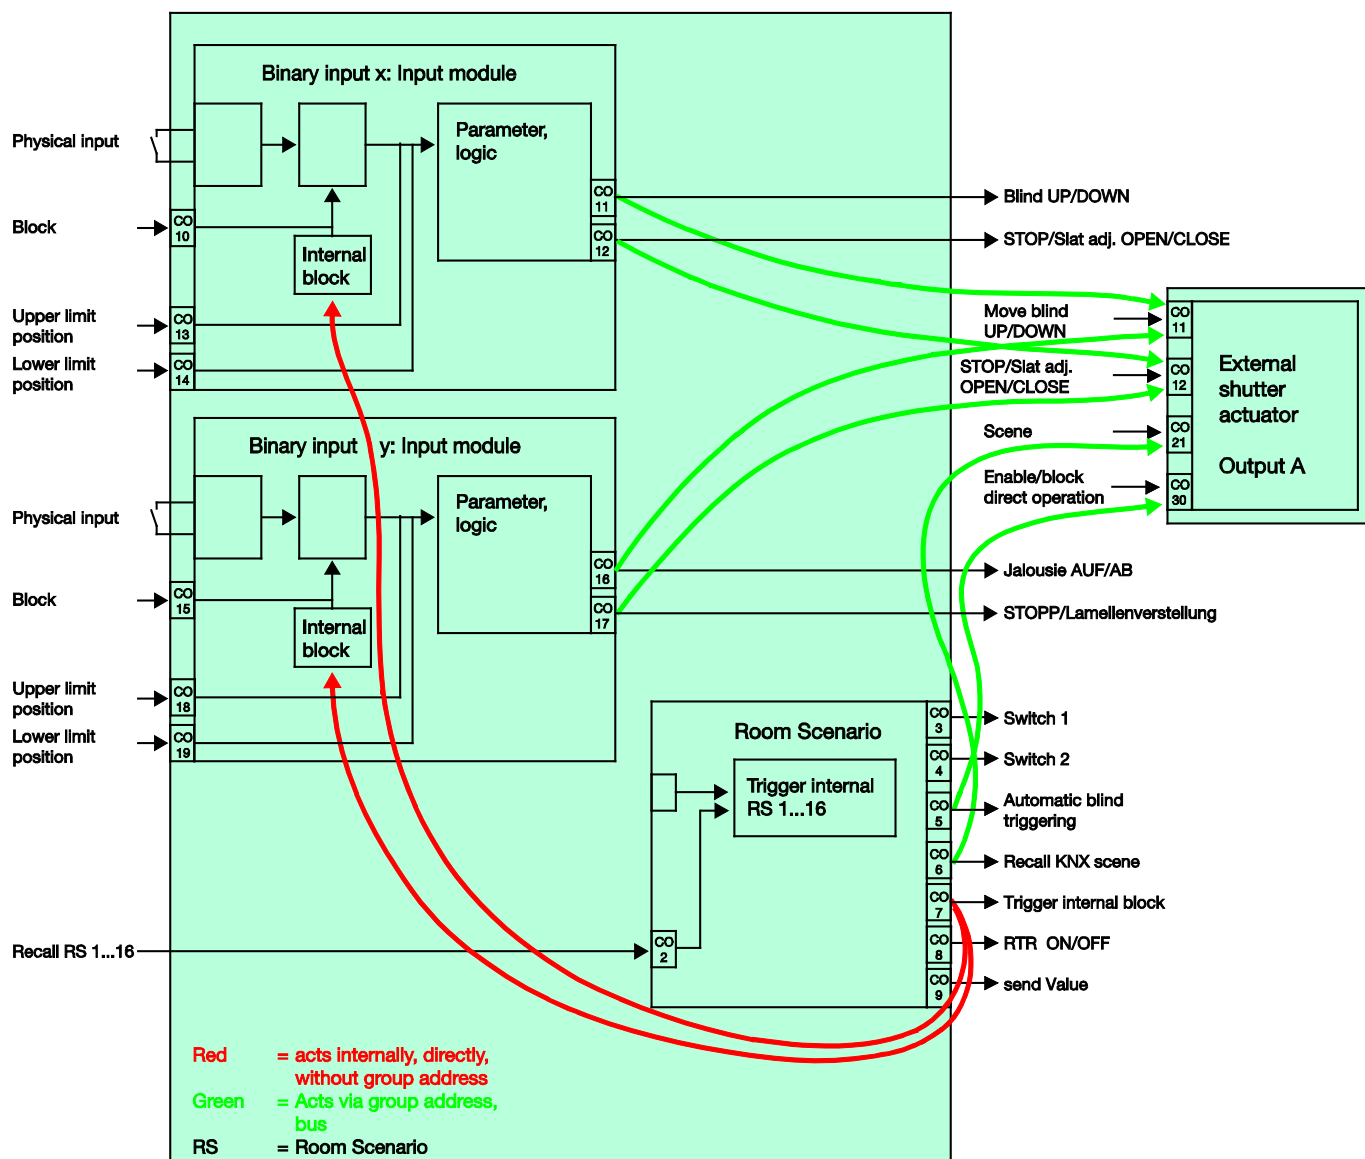 Binary input x: Input module
Physical input
Parameter,
logic
CO
11
Blind UP/DOWN
Block
CO
10
CO
12
STOP/Slat adj. OPEN/CLOSE
Internal
block
Upper limit
position
CO
13
Lower limit
position
CO
14
Move blind
UP/DOWN
CO
11
STOP/Slat adj.
OPEN/CLOSE
CO
12
Scene
CO
21
Enable/block
direct operation
CO
30
External
shutter
actuator
Output A
Binary input y: Input module
Physical input
Parameter,
logic
CO
16
Jalousie AUF/AB
Block
CO
15
CO
17
STOPP/Lamellenverstellung
Internal
block
Upper limit
position
CO
18
Lower limit
position
CO
19
Room Scenario
Trigger internal
RS 1...16
CO
3
Switch 1
CO
4
Switch 2
CO
5
Automatic blind
triggering
CO
6
Recall KNX scene
CO
7
Trigger internal block
CO
8
RTR ON/OFF
CO
9
send Value
Recall RS 1...16
CO
2
Red = acts internally, directly,
without group address
Green = Acts via group address,
bus
RS = Room Scenario